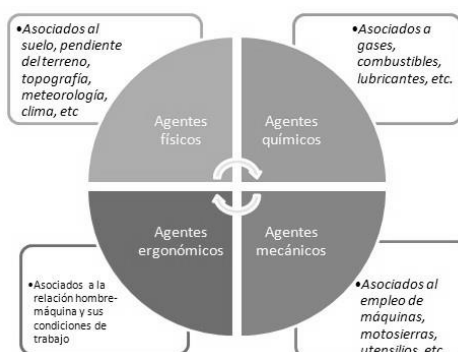 •Asociados al
suelo, pendiente
del terreno,
topografía,
meteorología,
clima, etc
•Asociados a
gases,
combustibles,
lubricantes, etc.
Agentes
físicos
Agentes
químicos
Agentes
ergonómicos
Agentes
mecánicos
•Asociados a la
relación hombre-
máquina y sus
condiciones de
trabajo
•Asociados al
empleo de
máquinas,
motosierras,
utensilios, etc